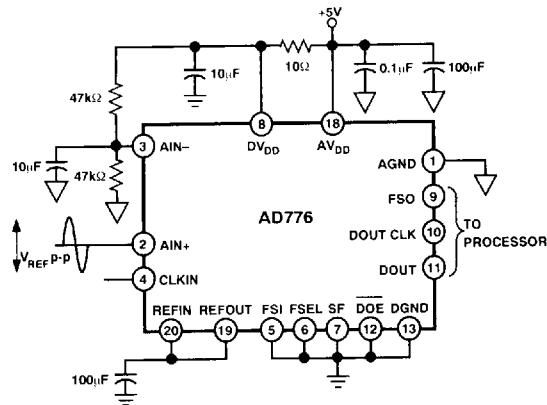 +5V
10µF
10Ω
0.1µF
100µF
47kΩ
8
18
DVDD
AVDD
3 AIN–
10µF
47kΩ
AGND 1
FSO 9
AD776
DOUT CLK 10
TO PROCESSOR
DOUT 11
VREF p-p
2 AIN+
4 CLKIN
REFIN REFOUT FSI FSEL SF DOE DGND
20 19 5 6 7 12 13
100µF